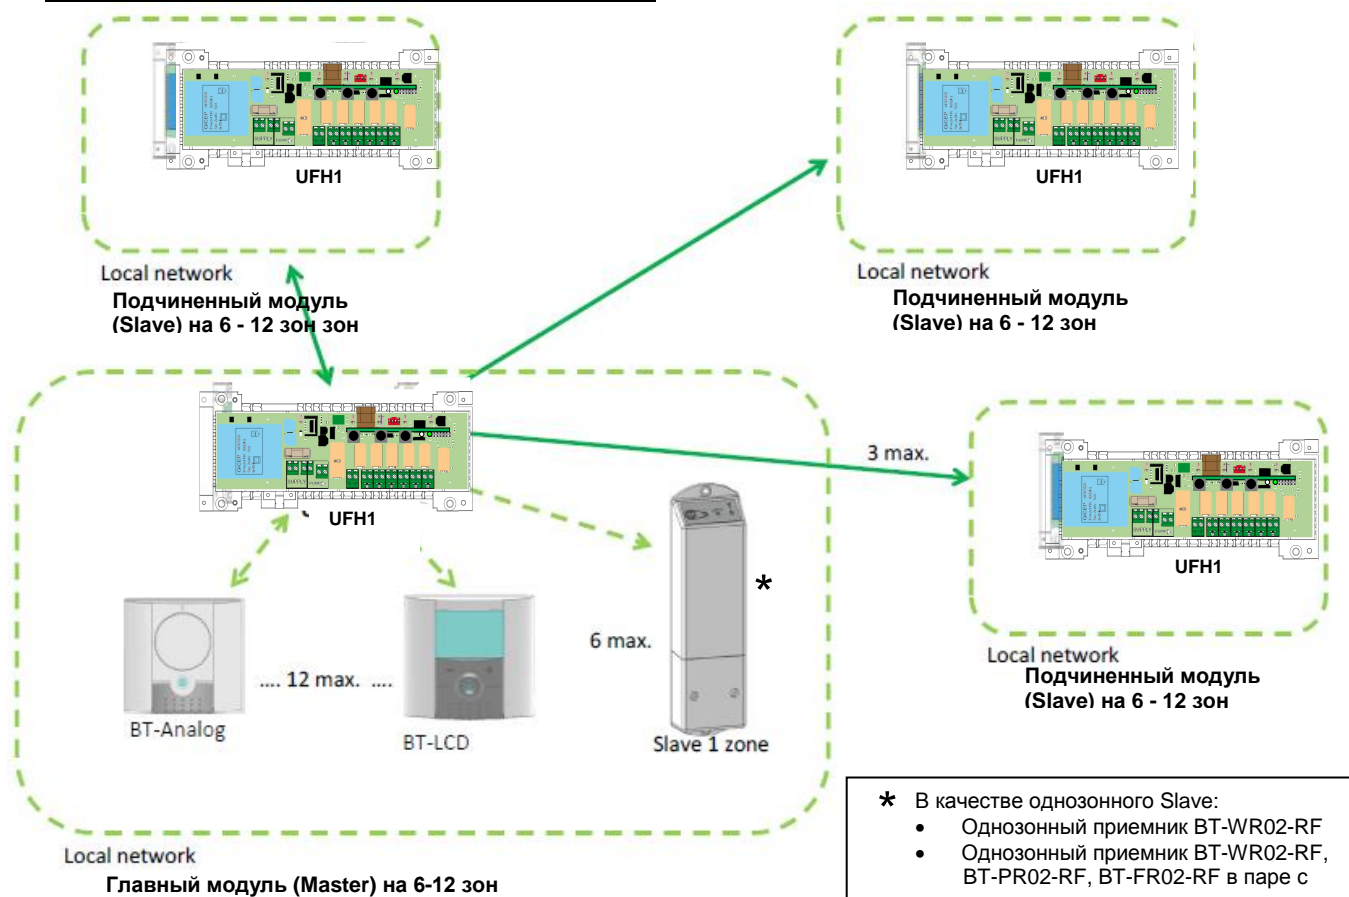 UFH1
UFH1
Local network
Подчиненный модуль
(Slave) на 6 - 12 зон зон
Local network
Подчиненный модуль
(Slave) на 6 - 12 зон
UFH1
3 max.
UFH1
*
6 max.
.... 12 max. ....
BT-Analog
BT-LCD
Slave 1 zone
Local network
Подчиненный модуль
(Slave) на 6 - 12 зон
Local network
Главный модуль (Master) на 6-12 зон
* В качестве однозонного Slave:
• Однозонный приемник BT-WR02-RF
• Однозонный приемник BT-WR02-RF,
BT-PR02-RF, BT-FR02-RF в паре с